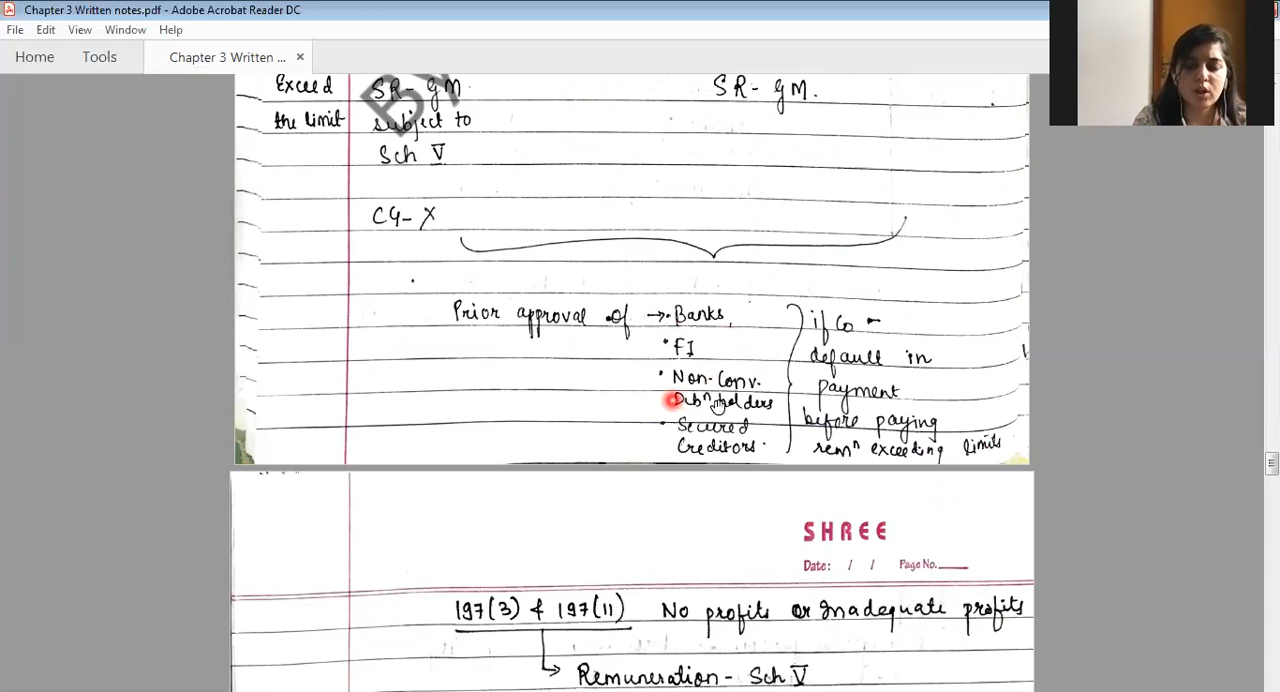 Chapter 3 Written notes.pdf - Adobe Acrobat Reader DC
File Edit View Window Help
Home Tools Chapter 3 Written ... ×
By
Exceed SR- GM. SR- GM.
the limit subject to
Sch V
CG- X
Prior approval of → • Banks,
• FI
• Non-Conv.
Debⁿ holders
• Secured
Creditors.
if Co -
default in
payment
before paying
remⁿ exceeding limits
SHREE
Date: / / Page No.
197(3) & 197(11) No profits or Inadequate profits
Remuneration - Sch V